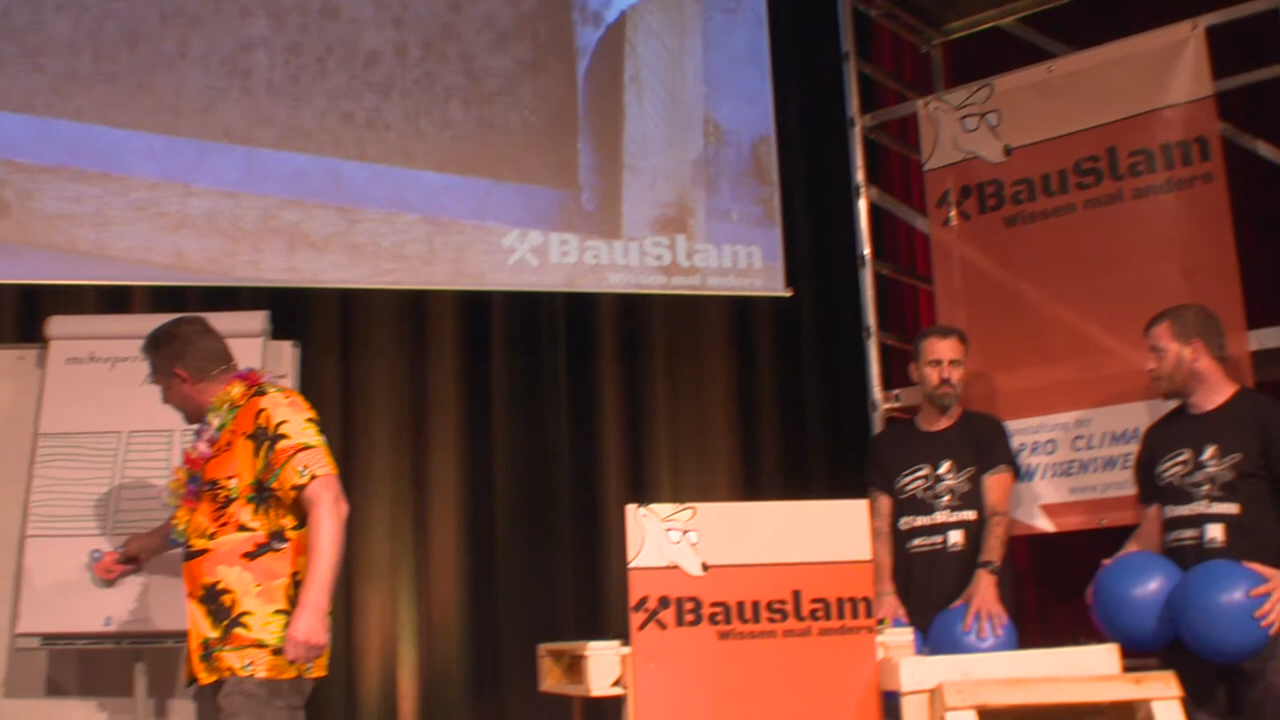 BauSlam
Wissen mal anders
BauSlam
Wissen mal anders
Bauslam
Wissen mal anders
PRO CLIMA
WISSENSWE
BauSlam
BauSlam